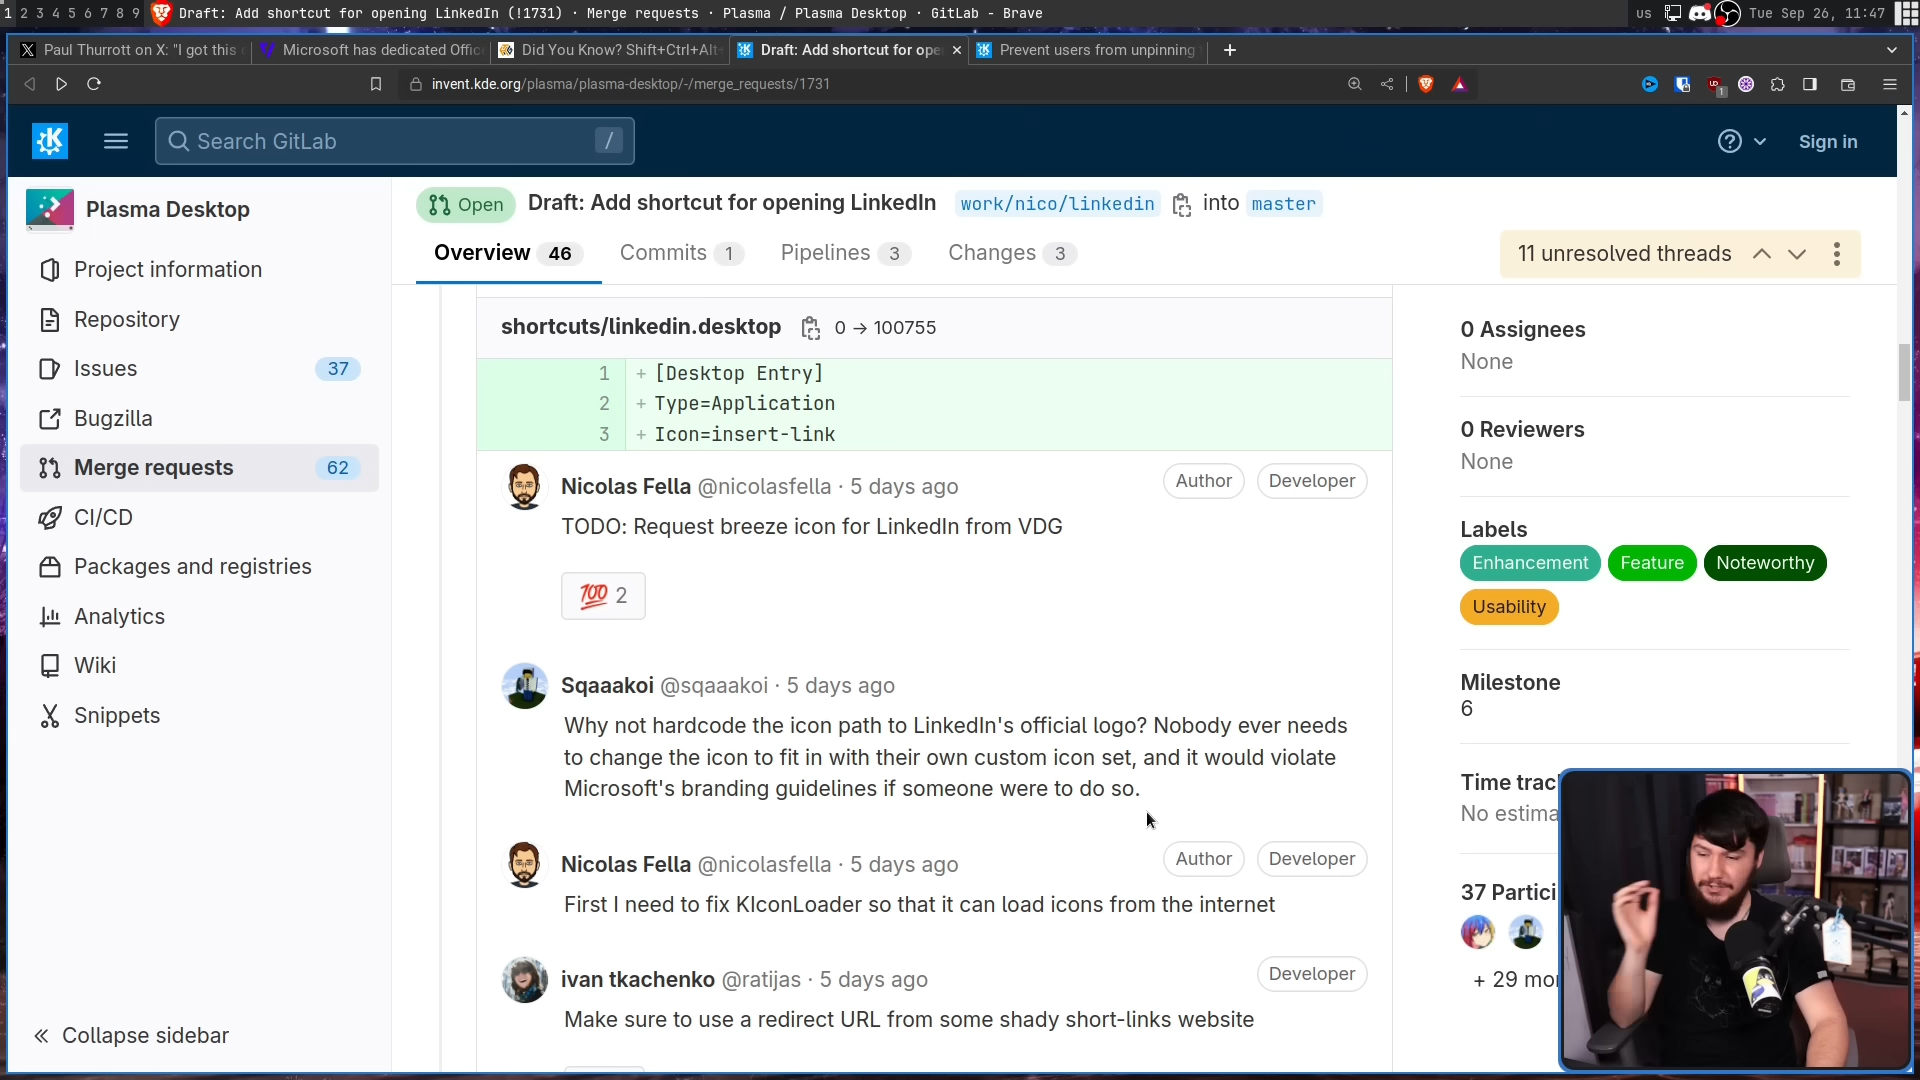 1 2 3 4 5 6 7 8 9 Draft: Add shortcut for opening LinkedIn (!1731) · Merge requests · Plasma / Plasma Desktop · GitLab - Brave us Tue Sep 26, 11:47
Paul Thurrott on X: "I got this Microsoft has dedicated Offic Did You Know? Shift+Ctrl+Alt+ Draft: Add shortcut for ope Prevent users from unpinning
invent.kde.org/plasma/plasma-desktop/-/merge_requests/1731
Search GitLab /
Sign in
Plasma Desktop
Project information
Repository
Issues 37
Bugzilla
Merge requests 62
CI/CD
Packages and registries
Analytics
Wiki
Snippets
Collapse sidebar
Open Draft: Add shortcut for opening LinkedIn work/nico/linkedin into master
Overview 46 Commits 1 Pipelines 3 Changes 3
11 unresolved threads
shortcuts/linkedin.desktop 0 → 100755
1 + [Desktop Entry]
2 + Type=Application
3 + Icon=insert-link
Nicolas Fella @nicolasfella · 5 days ago Author Developer
TODO: Request breeze icon for LinkedIn from VDG
💯 2
Sqaaakoi @sqaaakoi · 5 days ago
Why not hardcode the icon path to LinkedIn's official logo? Nobody ever needs
to change the icon to fit in with their own custom icon set, and it would violate
Microsoft's branding guidelines if someone were to do so.
Nicolas Fella @nicolasfella · 5 days ago Author Developer
First I need to fix KIconLoader so that it can load icons from the internet
ivan tkachenko @ratijas · 5 days ago Developer
Make sure to use a redirect URL from some shady short-links website
0 Assignees
None
0 Reviewers
None
Labels
Enhancement Feature Noteworthy
Usability
Milestone
6
Time trac
No estima
37 Partici
+ 29 mor